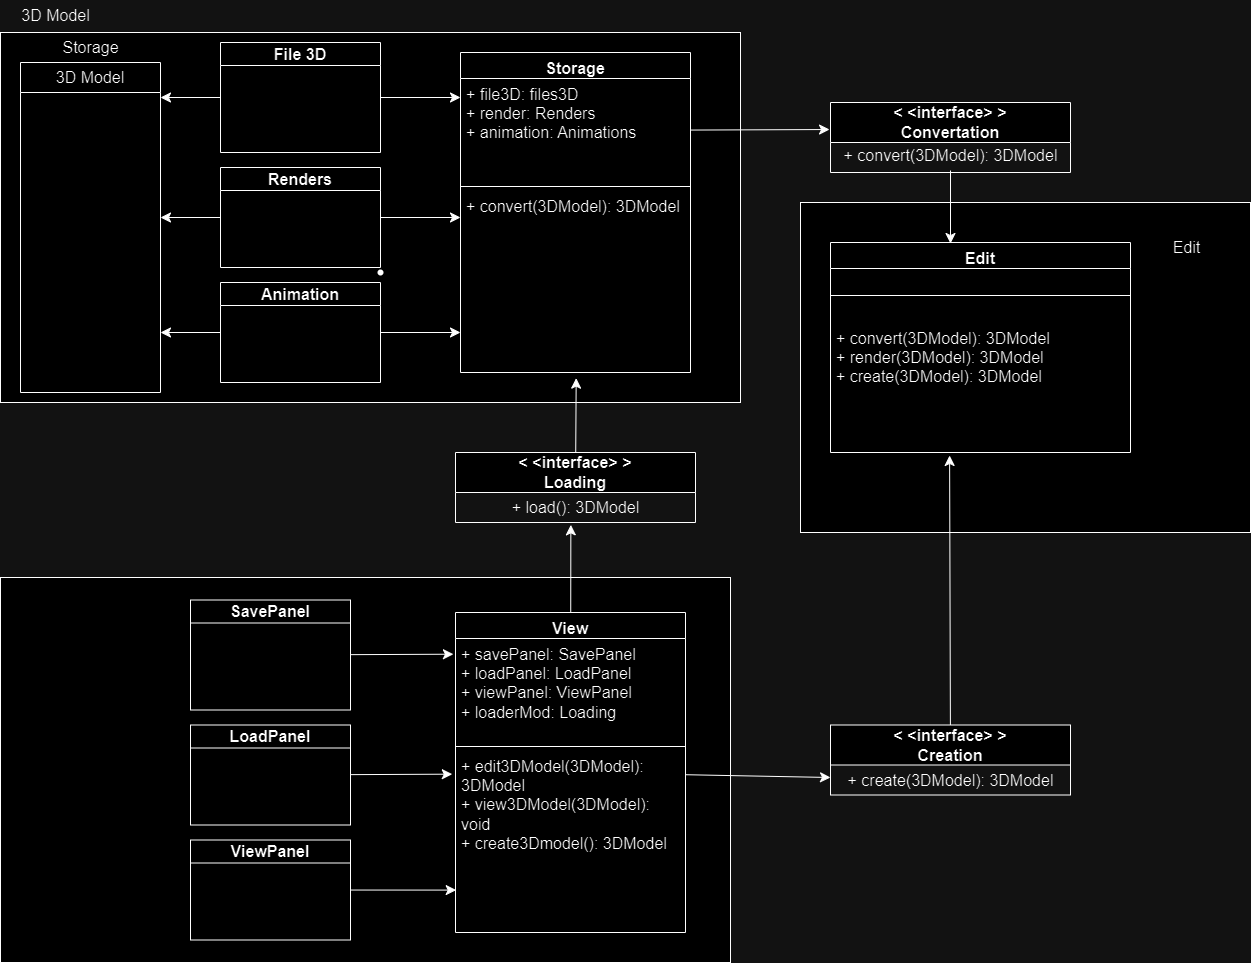 3D Model
Storage
3D Model
File 3D
Renders
Animation
Storage
+ file3D: files3D
+ render: Renders
+ animation: Animations
+ convert(3DModel): 3DModel
< <interface> >
Convertation
+ convert(3DModel): 3DModel
Edit
Edit
+ convert(3DModel): 3DModel
+ render(3DModel): 3DModel
+ create(3DModel): 3DModel
< <interface> >
Loading
+ load(): 3DModel
SavePanel
LoadPanel
ViewPanel
View
+ savePanel: SavePanel
+ loadPanel: LoadPanel
+ viewPanel: ViewPanel
+ loaderMod: Loading
+ edit3DModel(3DModel):
3DModel
+ view3DModel(3DModel):
void
+ create3Dmodel(): 3DModel
< <interface> >
Creation
+ create(3DModel): 3DModel